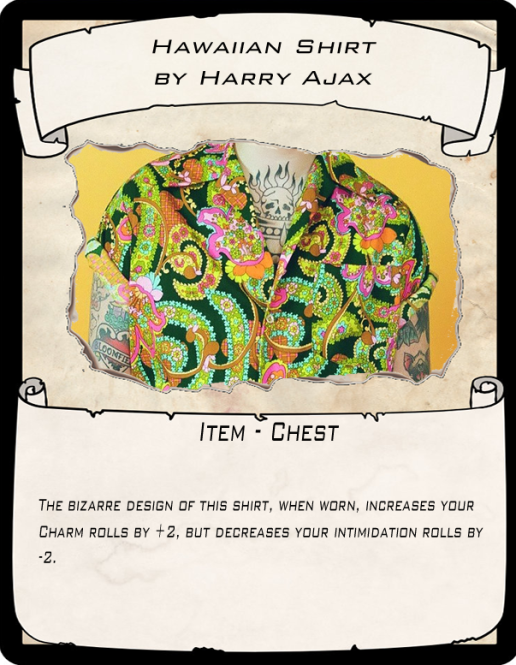 Hawaiian Shirt
by Harry Ajax
Item - Chest
The bizarre design of this shirt, when worn, increases your
Charm rolls by +2, but decreases your intimidation rolls by
-2.